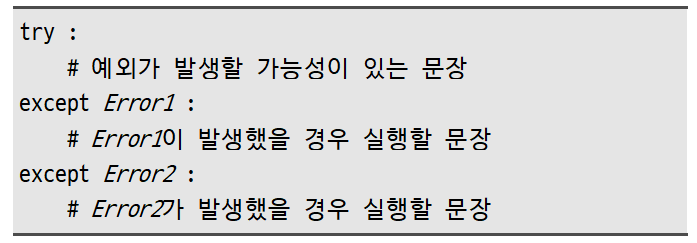 try :
    # 예외가 발생할 가능성이 있는 문장
except Error1 :
    # Error1이 발생했을 경우 실행할 문장
except Error2 :
    # Error2가 발생했을 경우 실행할 문장